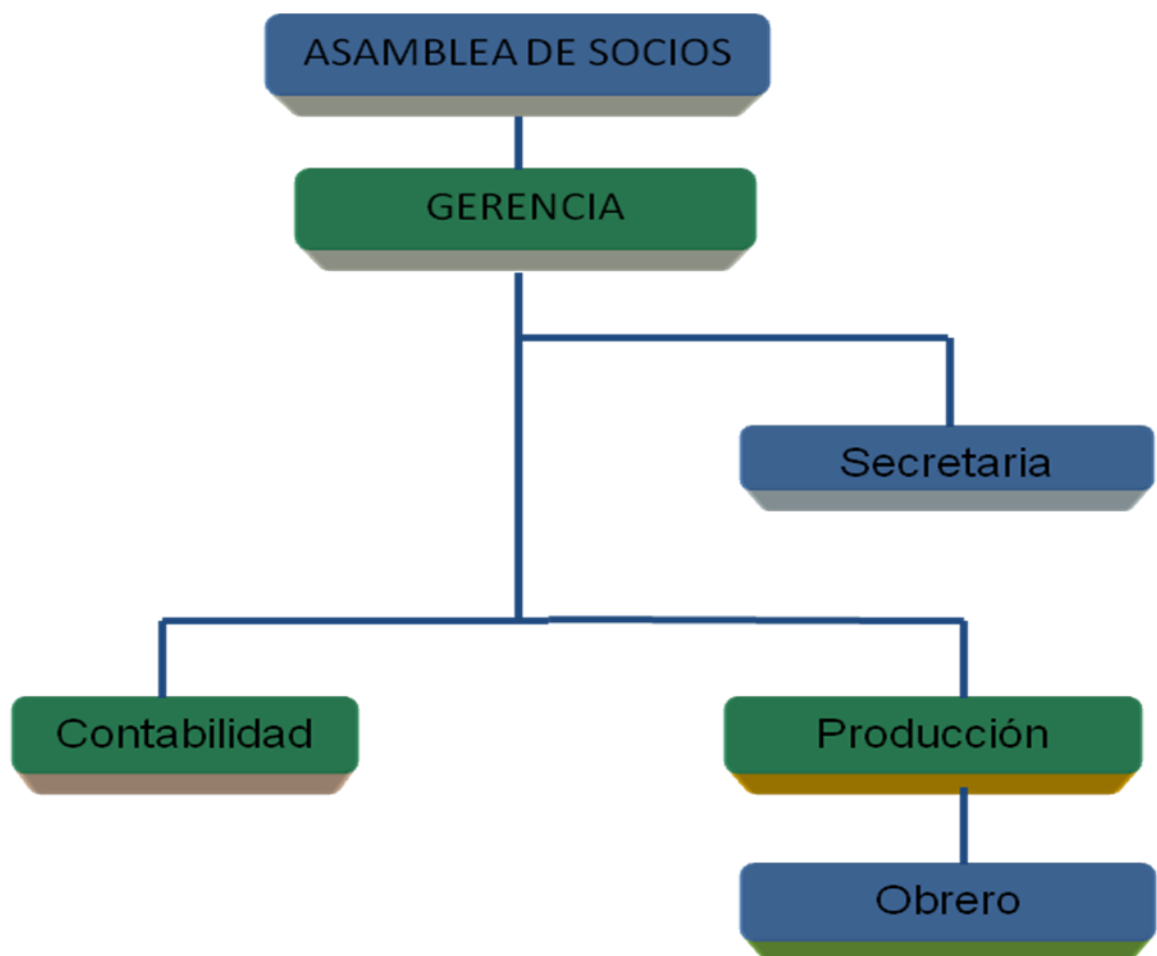 ASAMBLEA DE SOCIOS
GERENCIA
Secretaria
Contabilidad
Producción
Obrero